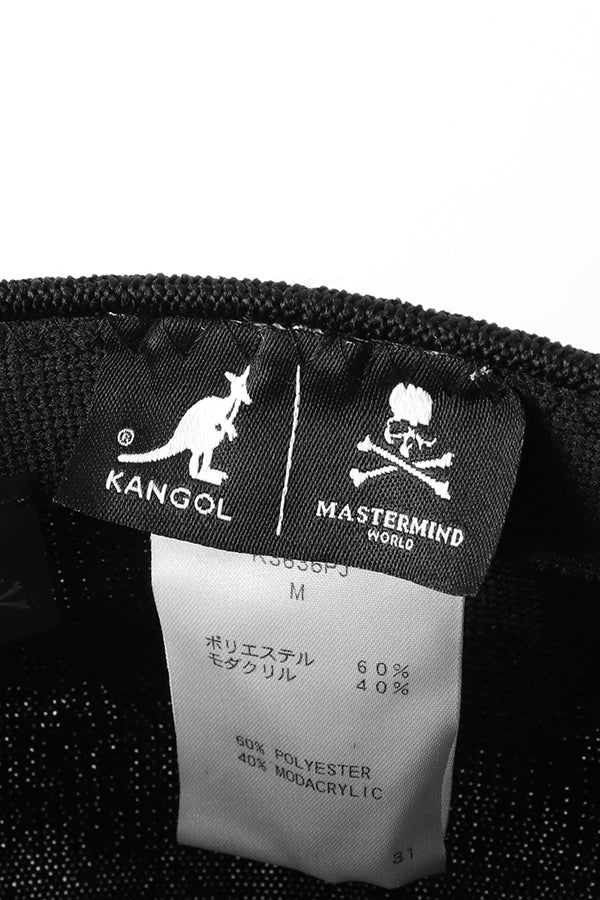 ® KANGOL
MASTERMIND
WORLD
K3636PJ
M
ポリエステル 60%
モダクリル 40%
60% POLYESTER
40% MODACRYLIC
31